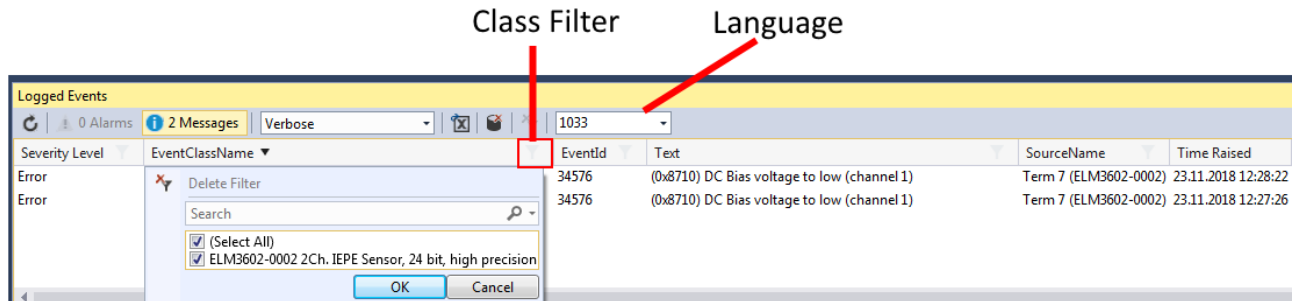 Class Filter Language
Logged Events
0 Alarms 2 Messages Verbose 1033
Severity Level EventClassName EventId Text SourceName Time Raised
Error 34576 (0x8710) DC Bias voltage to low (channel 1) Term 7 (ELM3602-0002) 23.11.2018 12:28:22
Error 34576 (0x8710) DC Bias voltage to low (channel 1) Term 7 (ELM3602-0002) 23.11.2018 12:27:26
Delete Filter
Search
(Select All)
ELM3602-0002 2Ch. IEPE Sensor, 24 bit, high precision
OK Cancel